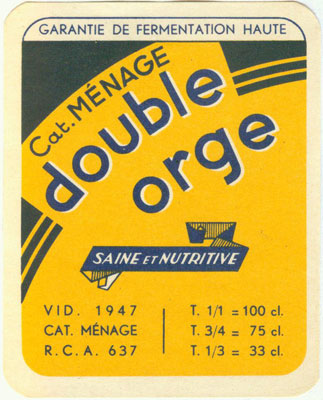 GARANTIE DE FERMENTATION HAUTE
Cat. MÉNAGE
double
orge
SAINE ET NUTRITIVE
VID. 1947
CAT. MÉNAGE
R.C.A. 637
T. 1/1 = 100 cl.
T. 3/4 = 75 cl.
T. 1/3 = 33 cl.